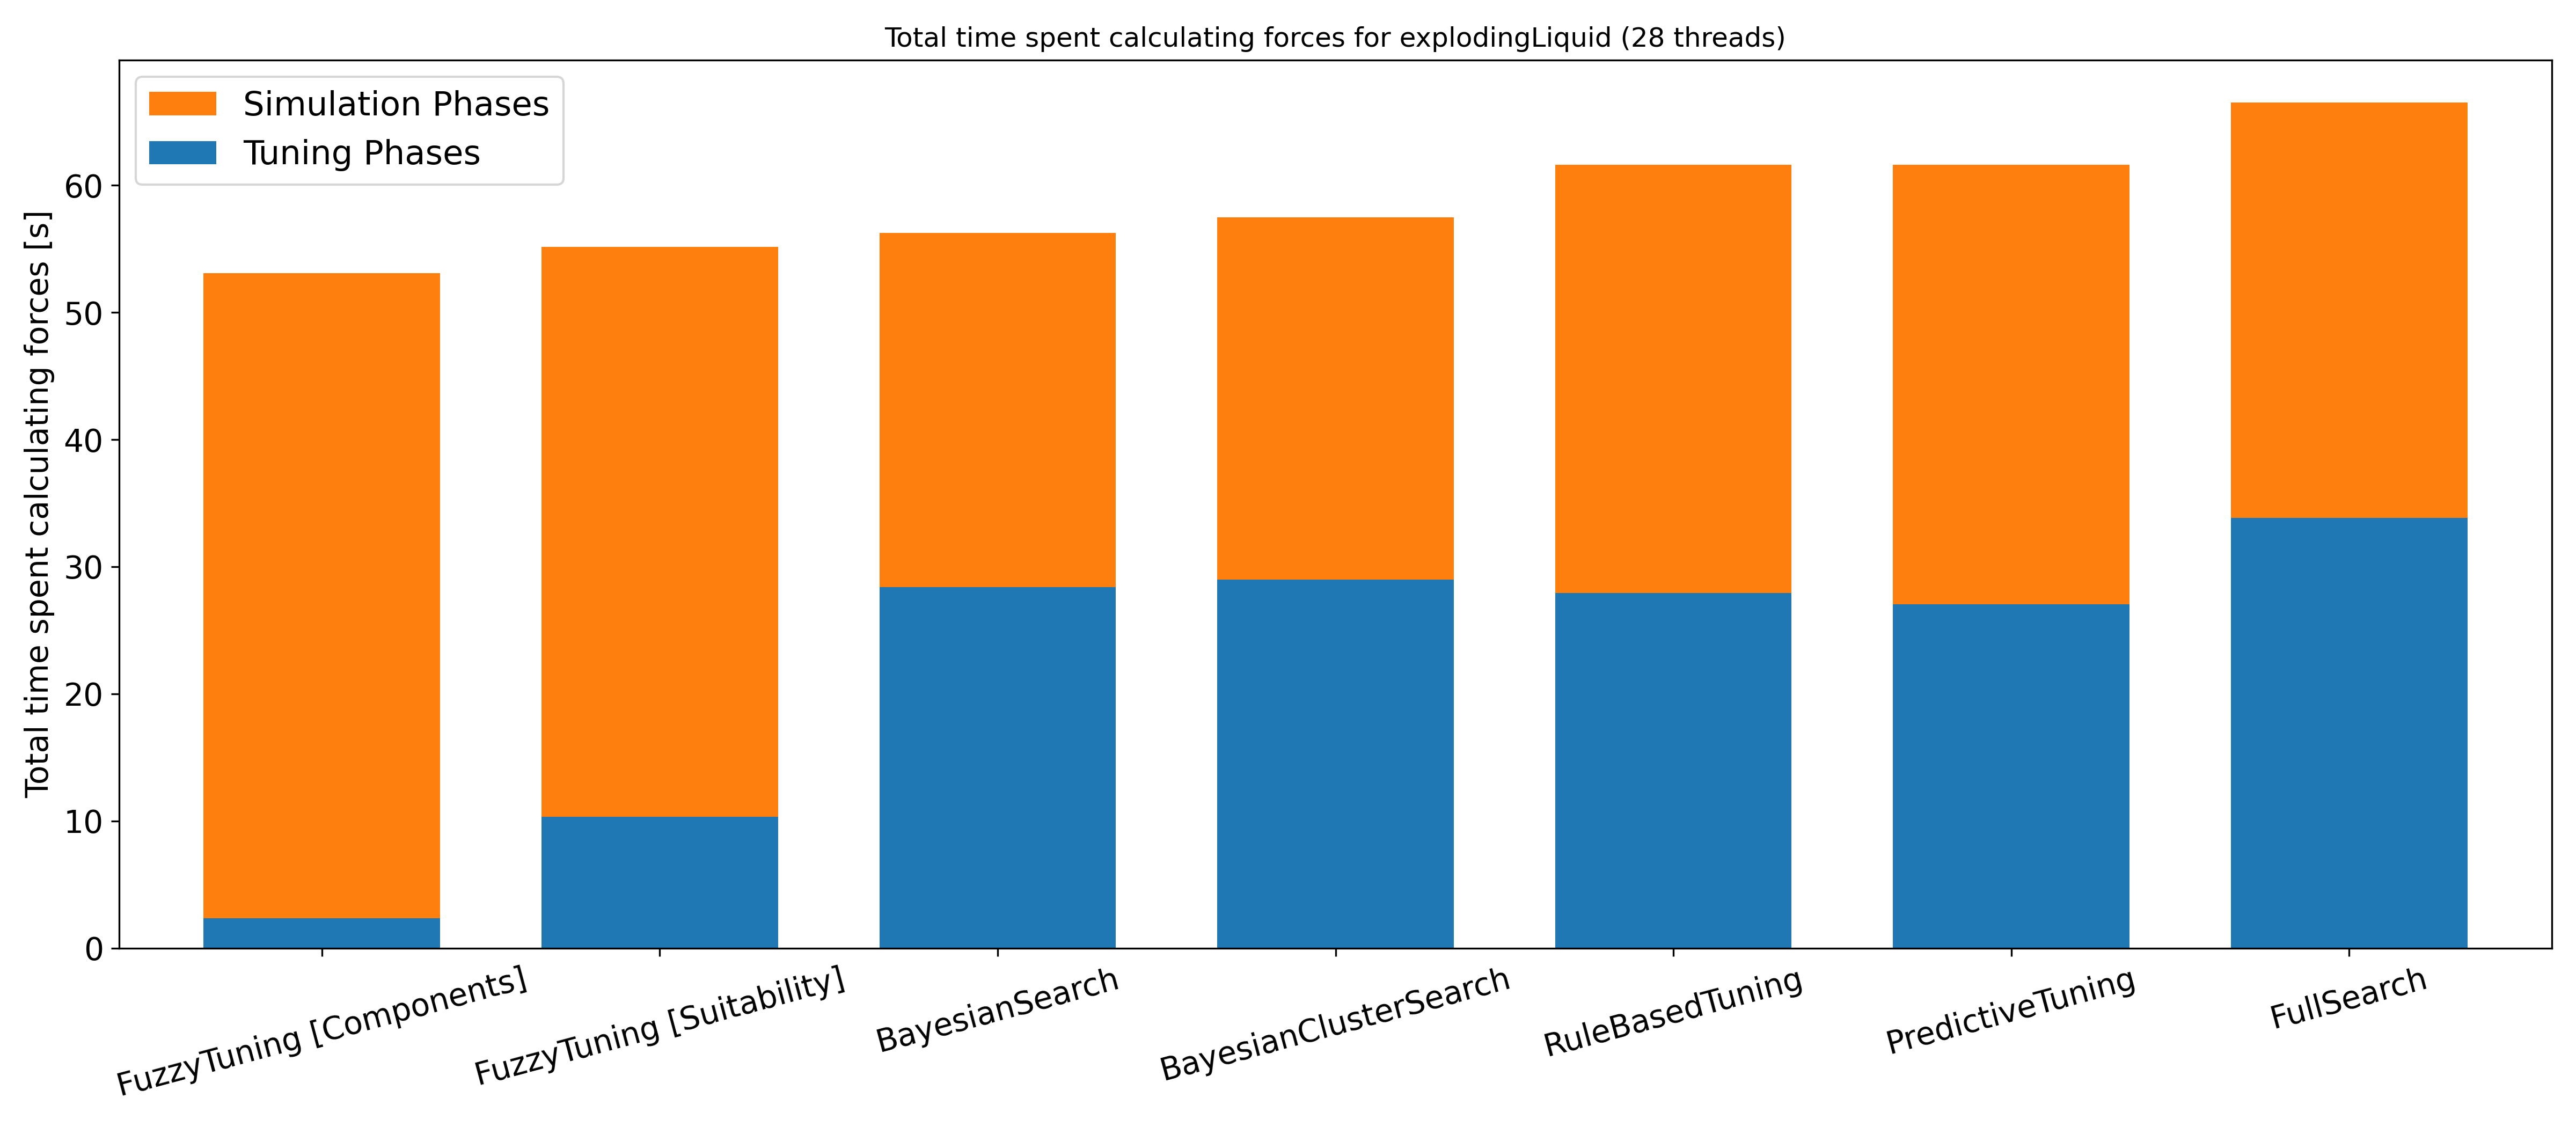 Total time spent calculating forces for explodingLiquid (28 threads)
Simulation Phases
Tuning Phases
Total time spent calculating forces [s]
60
50
40
30
20
10
0
FuzzyTuning [Components]
FuzzyTuning [Suitability]
BayesianSearch
BayesianClusterSearch
RuleBasedTuning
PredictiveTuning
FullSearch